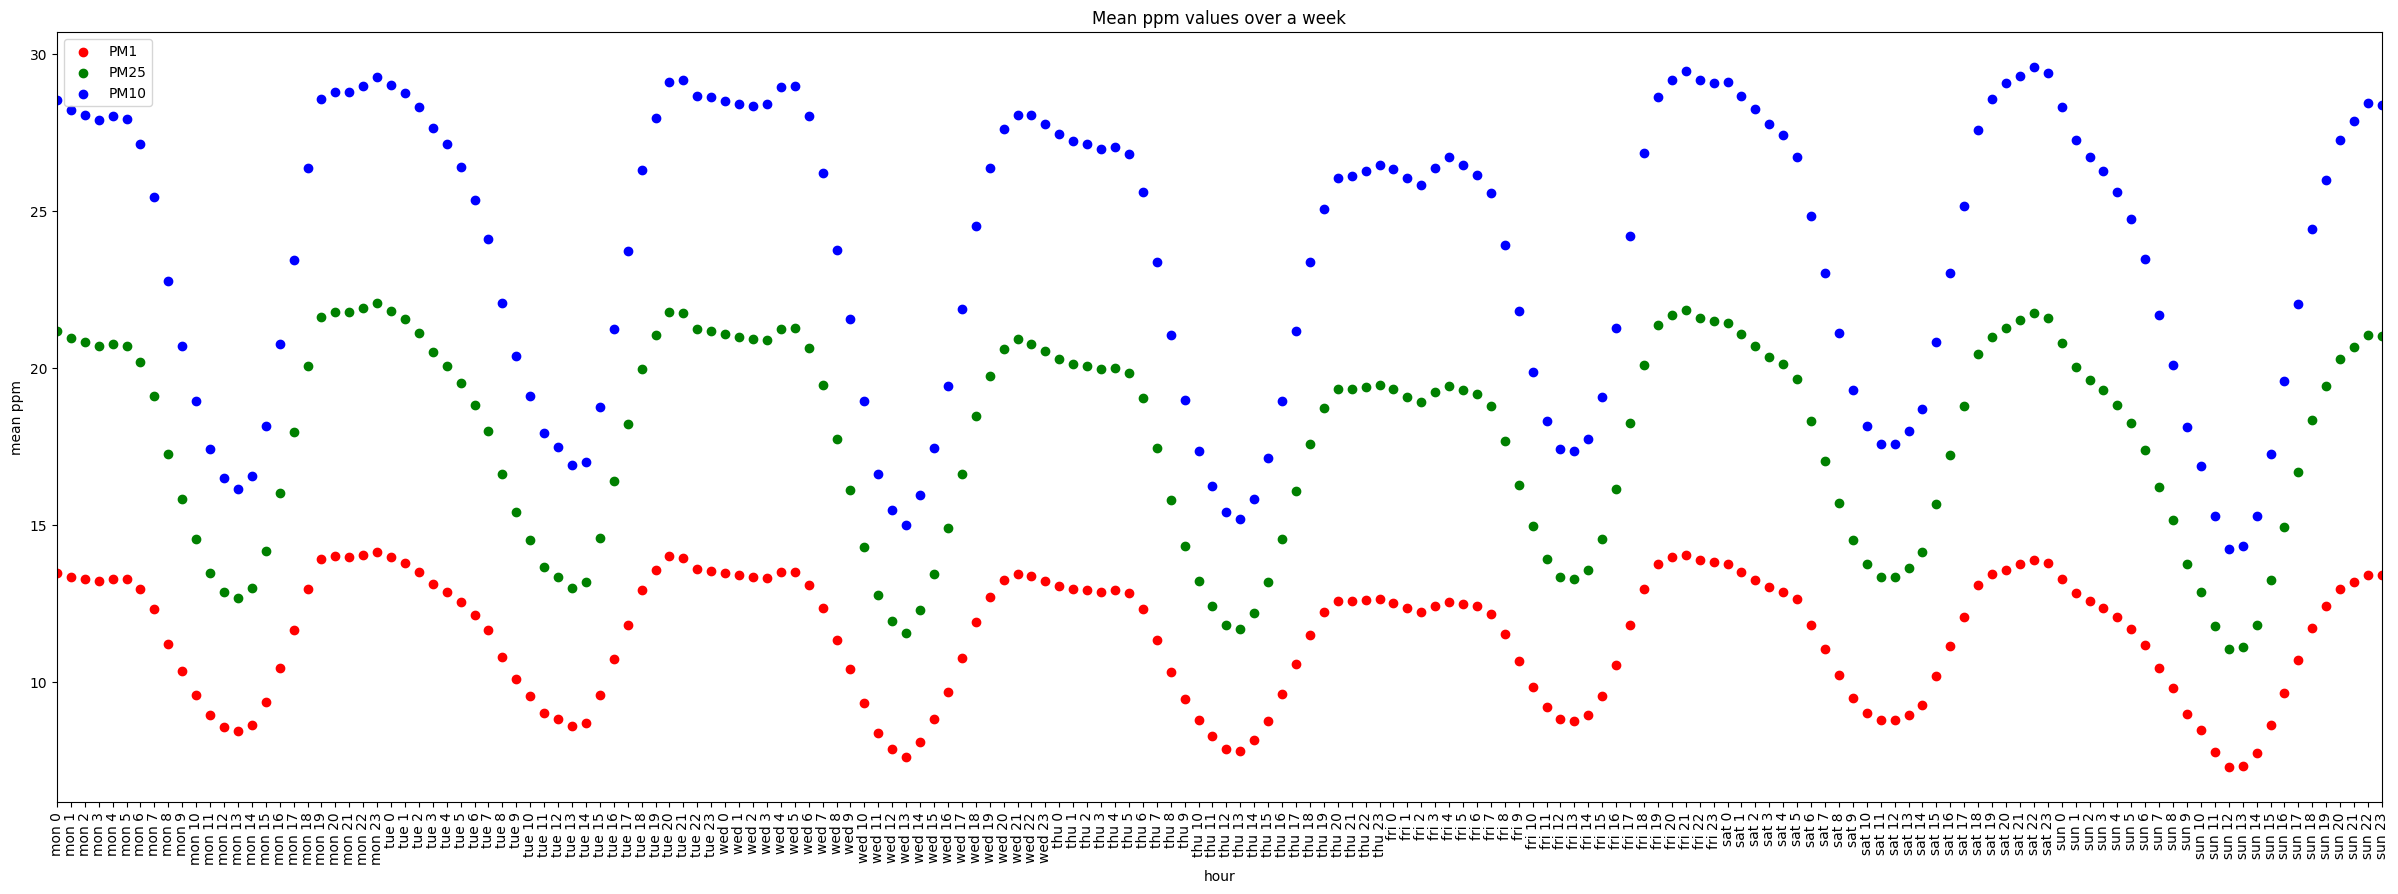 Mean ppm values over a week
PM1
PM25
PM10
30
25
20
15
10
mean ppm
mon 0
mon 1
mon 2
mon 3
mon 4
mon 5
mon 6
mon 7
mon 8
mon 9
mon 10
mon 11
mon 12
mon 13
mon 14
mon 15
mon 16
mon 17
mon 18
mon 19
mon 20
mon 21
mon 22
mon 23
tue 0
tue 1
tue 2
tue 3
tue 4
tue 5
tue 6
tue 7
tue 8
tue 9
tue 10
tue 11
tue 12
tue 13
tue 14
tue 15
tue 16
tue 17
tue 18
tue 19
tue 20
tue 21
tue 22
tue 23
wed 0
wed 1
wed 2
wed 3
wed 4
wed 5
wed 6
wed 7
wed 8
wed 9
wed 10
wed 11
wed 12
wed 13
wed 14
wed 15
wed 16
wed 17
wed 18
wed 19
wed 20
wed 21
wed 22
wed 23
thu 0
thu 1
thu 2
thu 3
thu 4
thu 5
thu 6
thu 7
thu 8
thu 9
thu 10
thu 11
thu 12
thu 13
thu 14
thu 15
thu 16
thu 17
thu 18
thu 19
thu 20
thu 21
thu 22
thu 23
fri 0
fri 1
fri 2
fri 3
fri 4
fri 5
fri 6
fri 7
fri 8
fri 9
fri 10
fri 11
fri 12
fri 13
fri 14
fri 15
fri 16
fri 17
fri 18
fri 19
fri 20
fri 21
fri 22
fri 23
sat 0
sat 1
sat 2
sat 3
sat 4
sat 5
sat 6
sat 7
sat 8
sat 9
sat 10
sat 11
sat 12
sat 13
sat 14
sat 15
sat 16
sat 17
sat 18
sat 19
sat 20
sat 21
sat 22
sat 23
sun 0
sun 1
sun 2
sun 3
sun 4
sun 5
sun 6
sun 7
sun 8
sun 9
sun 10
sun 11
sun 12
sun 13
sun 14
sun 15
sun 16
sun 17
sun 18
sun 19
sun 20
sun 21
sun 22
sun 23
hour